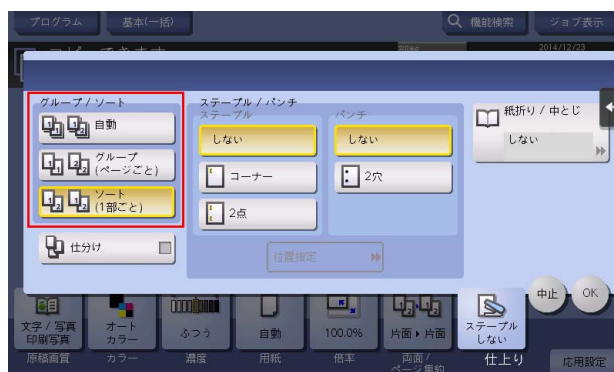 プログラム
基本(一括)
機能検索
ジョブ表示
2014/12/23
グループ / ソート
自動
グループ
(ページごと)
ソート
(1部ごと)
仕分け
ステープル / パンチ
ステープル
しない
コーナー
2点
パンチ
しない
2穴
位置指定
紙折り / 中とじ
しない
中止
OK
文字 / 写真
印刷写真
オート
カラー
ふつう
自動
100.0%
片面 ▸ 片面
ステープル
しない
原稿画質
カラー
濃度
用紙
倍率
両面 /
ページ集約
仕上り
応用設定